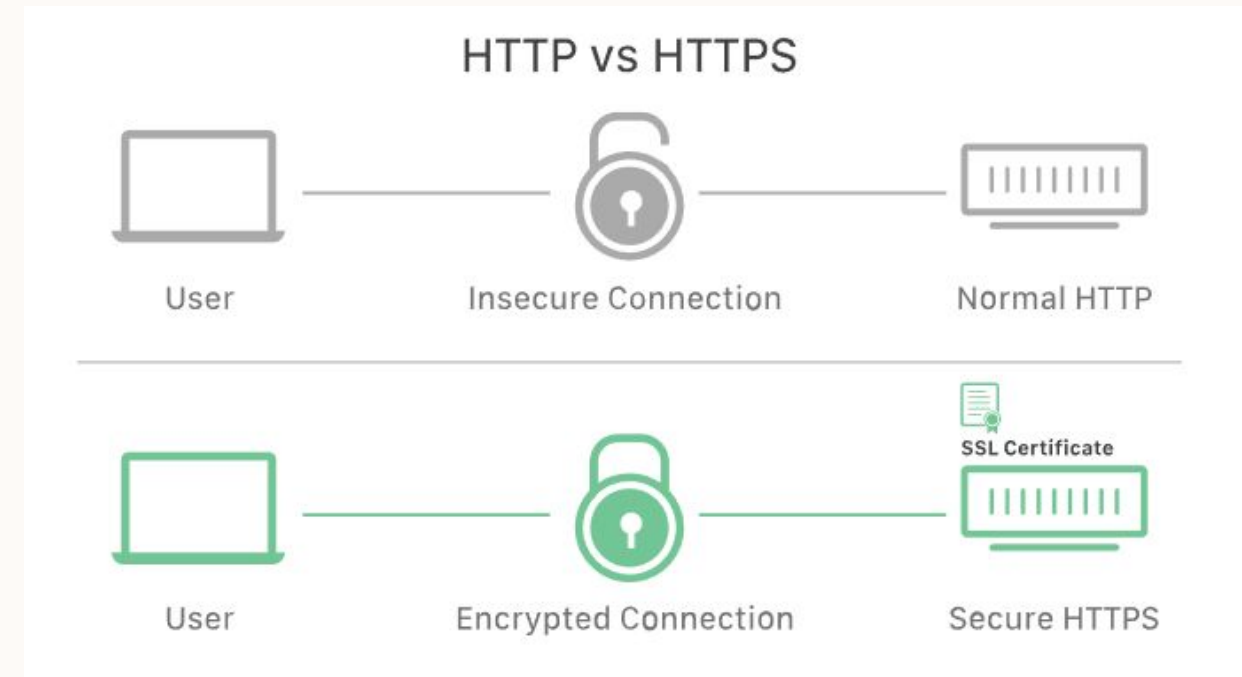 HTTP vs HTTPS
User
Insecure Connection
Normal HTTP
SSL Certificate
User
Encrypted Connection
Secure HTTPS